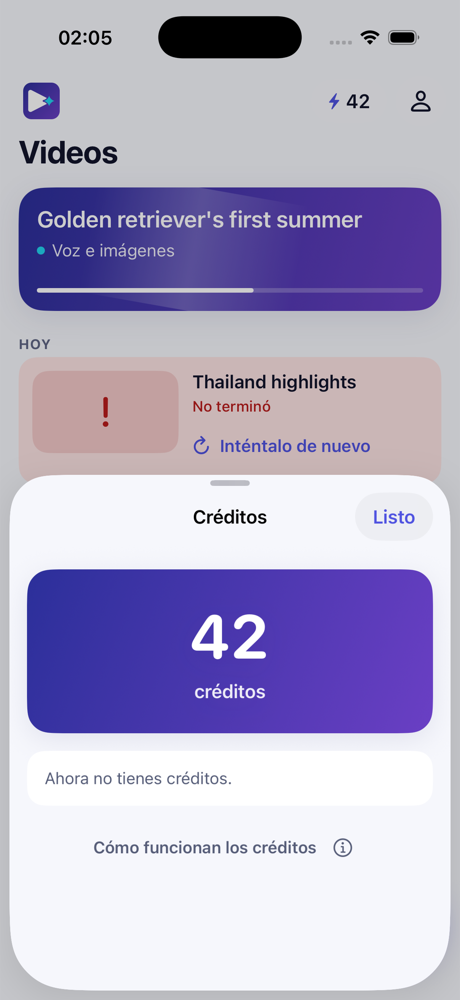 02:05
42
Videos
Golden retriever's first summer
Voz e imágenes
HOY
Thailand highlights
No terminó
Inténtalo de nuevo
Créditos
Listo
42
créditos
Ahora no tienes créditos.
Cómo funcionan los créditos